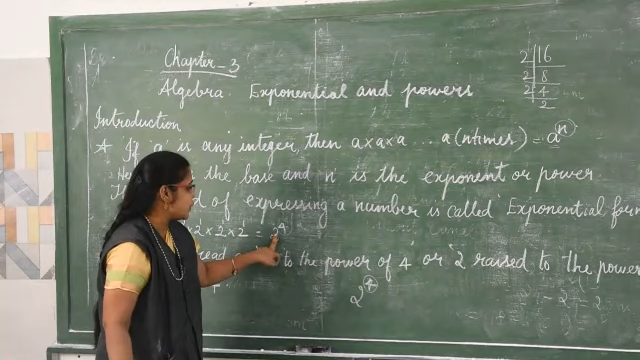 Chapter-3
Algebra Exponential and powers
2 | 16
2 | 8
2 | 4
2
Introduction
If a is any integer, then a×a×a ... a (n times) = aⁿ
the base and n is the exponent or power
d of expressing a number is called Exponential form
2×2×2 = 2⁴
read to the power of 4 or 2 raised to the power
2⁴